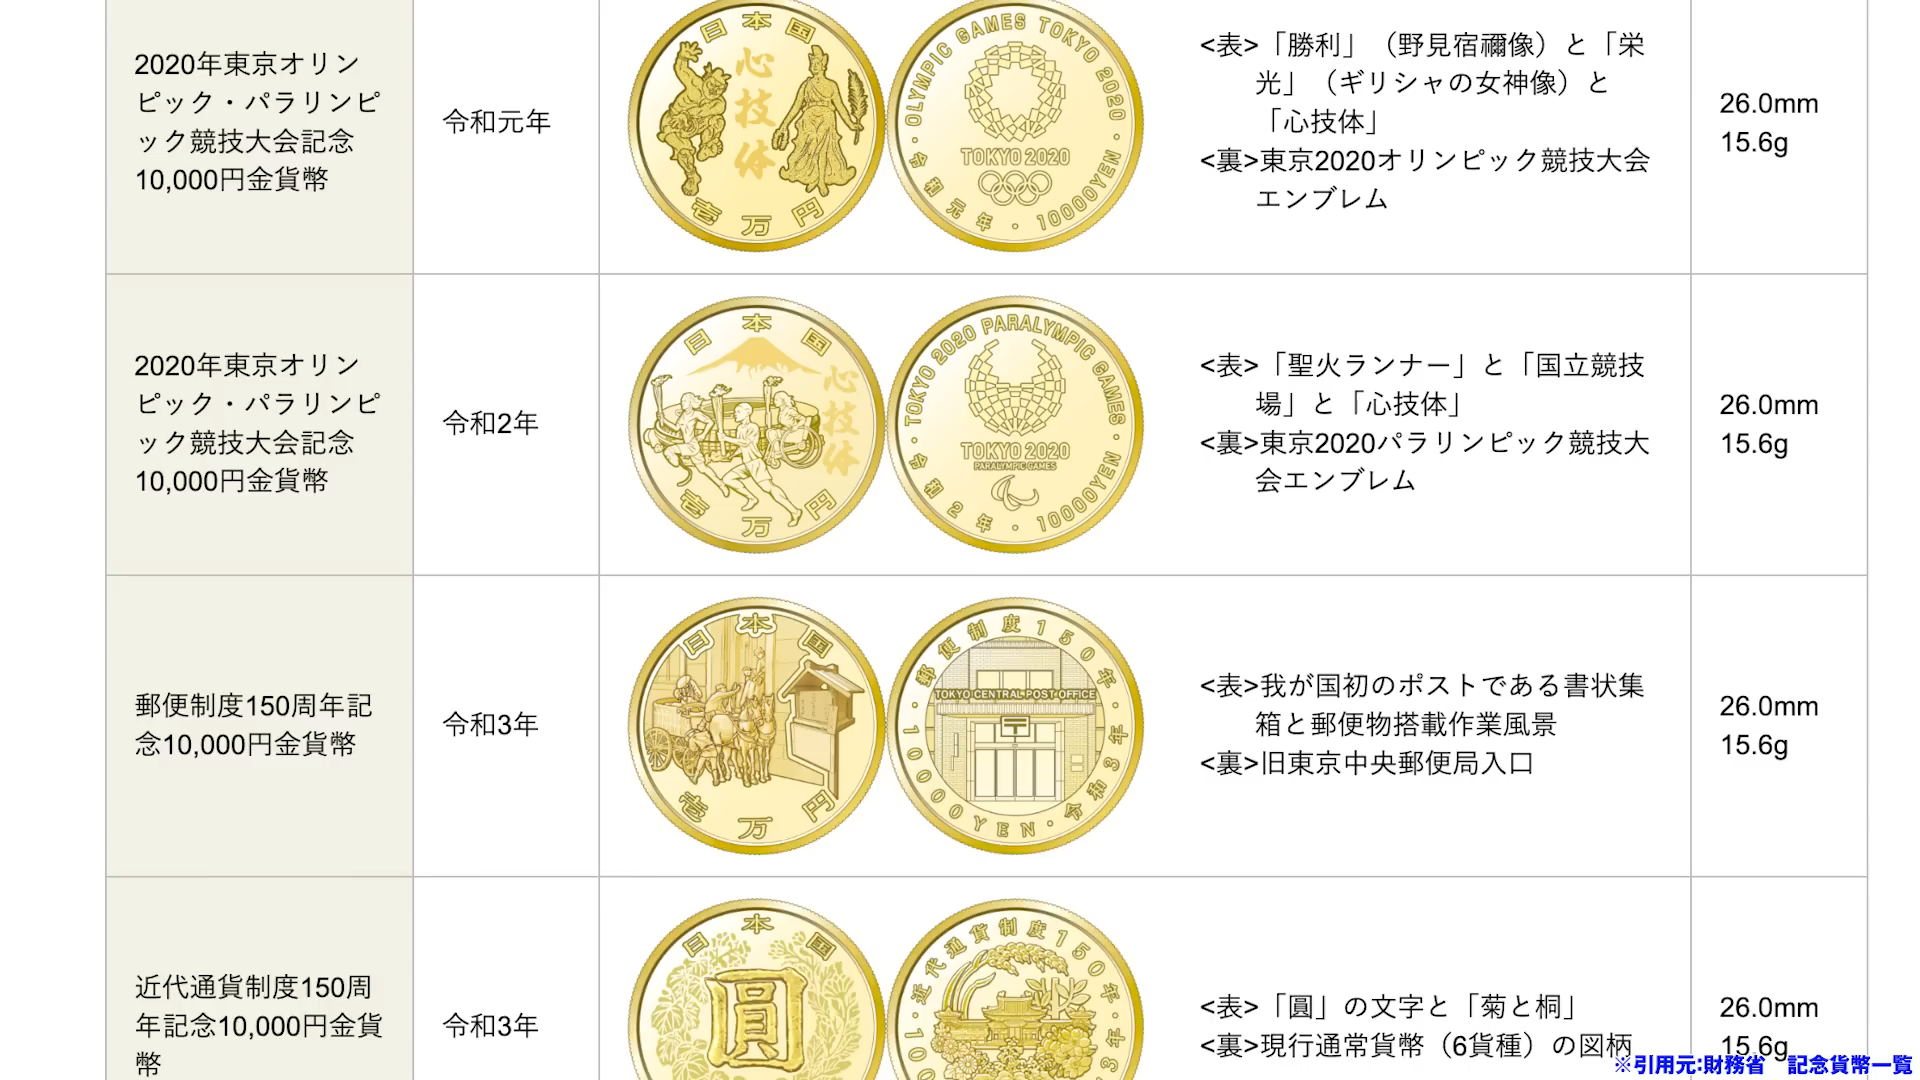 2020年東京オリン
ピック・パラリンピ
ック競技大会記念
10,000円金貨幣
令和元年
日本国
心技体
壱万円
OLYMPIC GAMES TOKYO 2020
TOKYO 2020
令和元年・10000YEN
<表>「勝利」（野見宿禰像）と「栄
光」（ギリシャの女神像）と
「心技体」
<裏>東京2020オリンピック競技大会
エンブレム
26.0mm
15.6g
2020年東京オリン
ピック・パラリンピ
ック競技大会記念
10,000円金貨幣
令和2年
日本国
心技体
壱万円
TOKYO 2020 PARALYMPIC GAMES
TOKYO 2020
PARALYMPIC GAMES
令和2年・10000YEN
<表>「聖火ランナー」と「国立競技
場」と「心技体」
<裏>東京2020パラリンピック競技大
会エンブレム
26.0mm
15.6g
郵便制度150周年記
念10,000円金貨幣
令和3年
日本国
壱万円
郵便制度150年
TOKYO CENTRAL POST OFFICE
〒
10000YEN・令和3年
<表>我が国初のポストである書状集
箱と郵便物搭載作業風景
<裏>旧東京中央郵便局入口
26.0mm
15.6g
近代通貨制度150周
年記念10,000円金貨
幣
令和3年
日本国
圓
近代通貨制度150年
100
3年
<表>「圓」の文字と「菊と桐」
<裏>現行通常貨幣（6貨種）の図柄
26.0mm
15.6g
※引用元:財務省　記念貨幣一覧